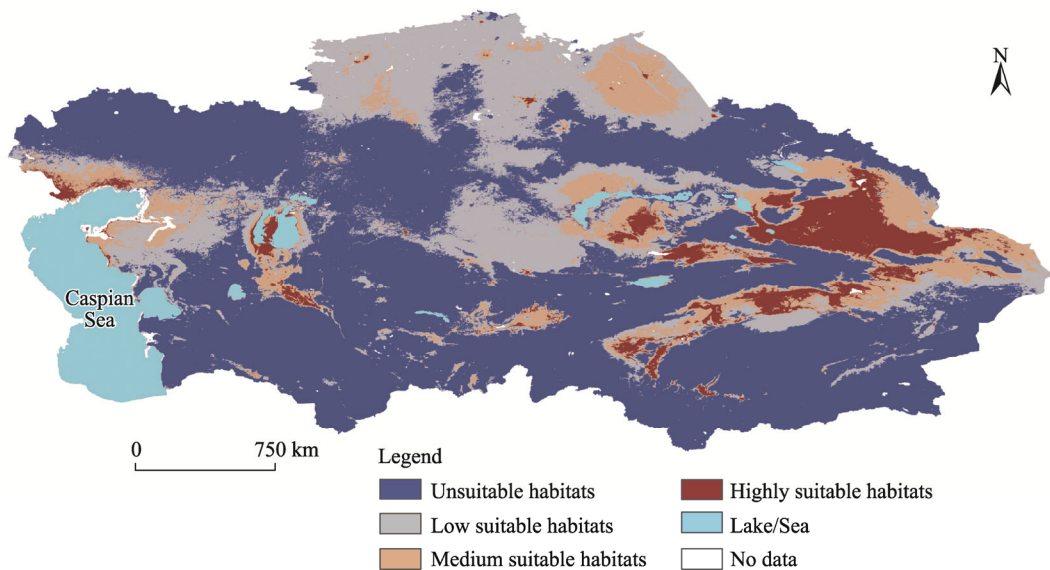 N
Caspian
Sea
0 750 km
Legend
Unsuitable habitats
Highly suitable habitats
Low suitable habitats
Lake/Sea
Medium suitable habitats
No data